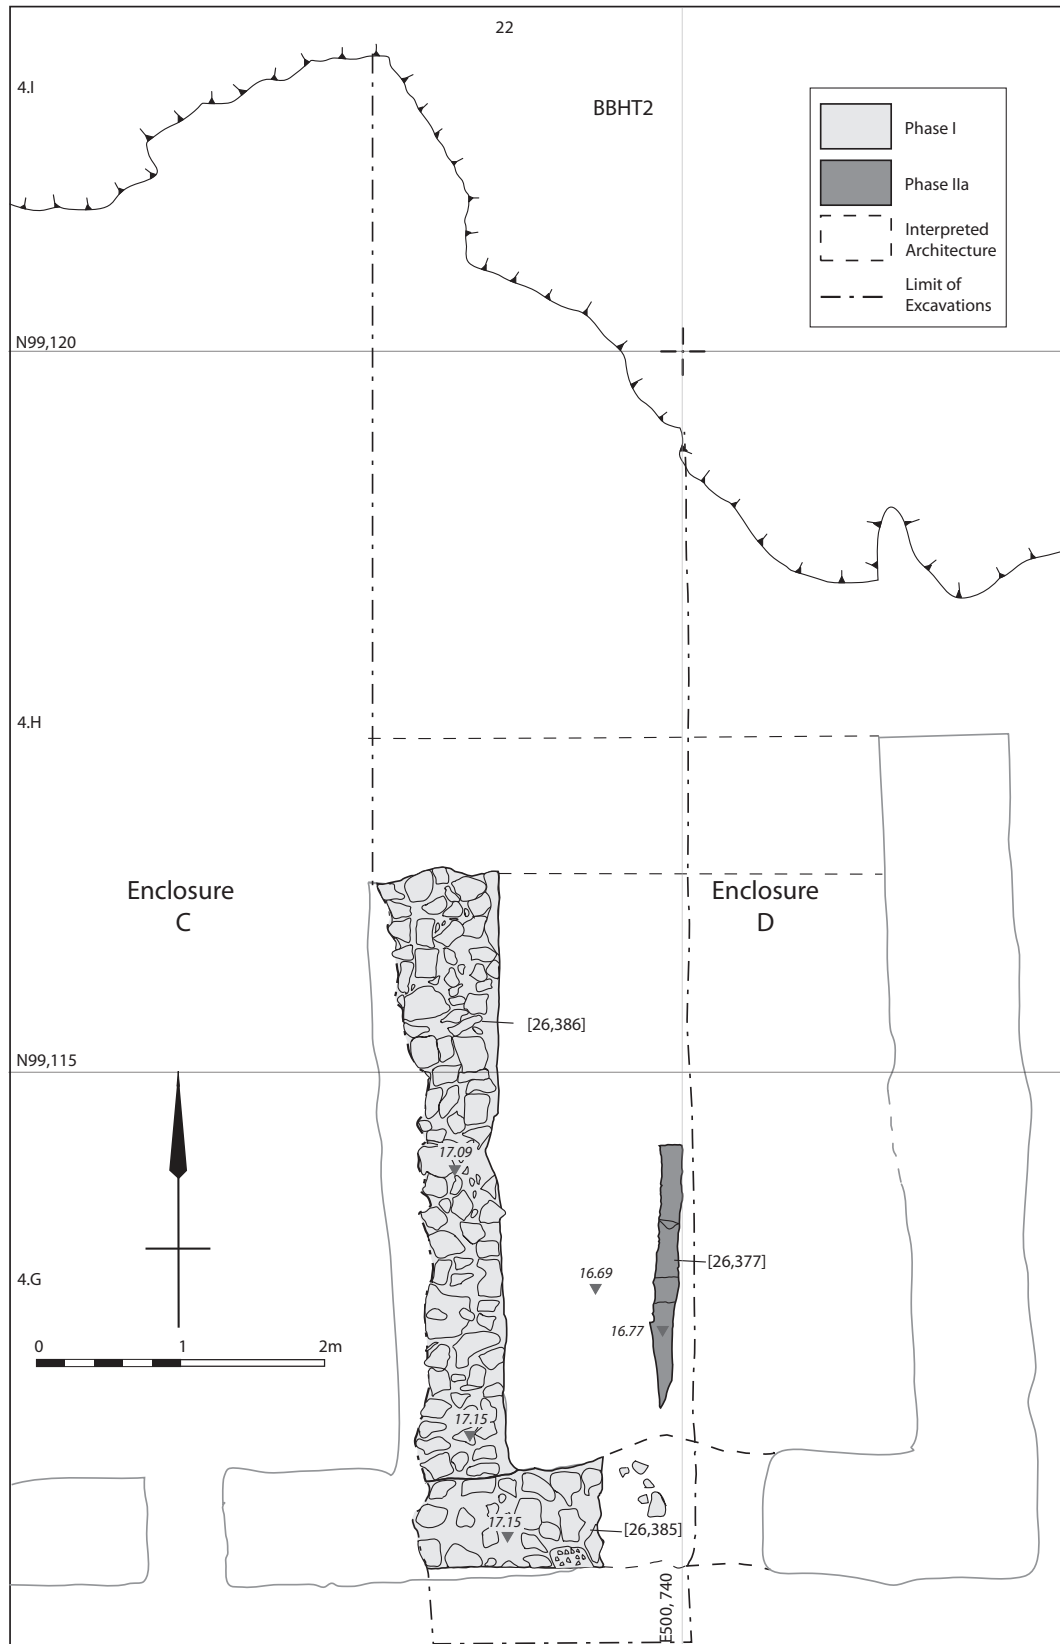 22
4.I
BBHT2
Phase I
Phase IIa
Interpreted
Architecture
Limit of
Excavations
N99,120
4.H
Enclosure
C
Enclosure
D
[26,386]
N99,115
17.09
[26,377]
4.G
16.69
16.77
0 1 2m
17.15
17.15
[26,385]
E500, 740